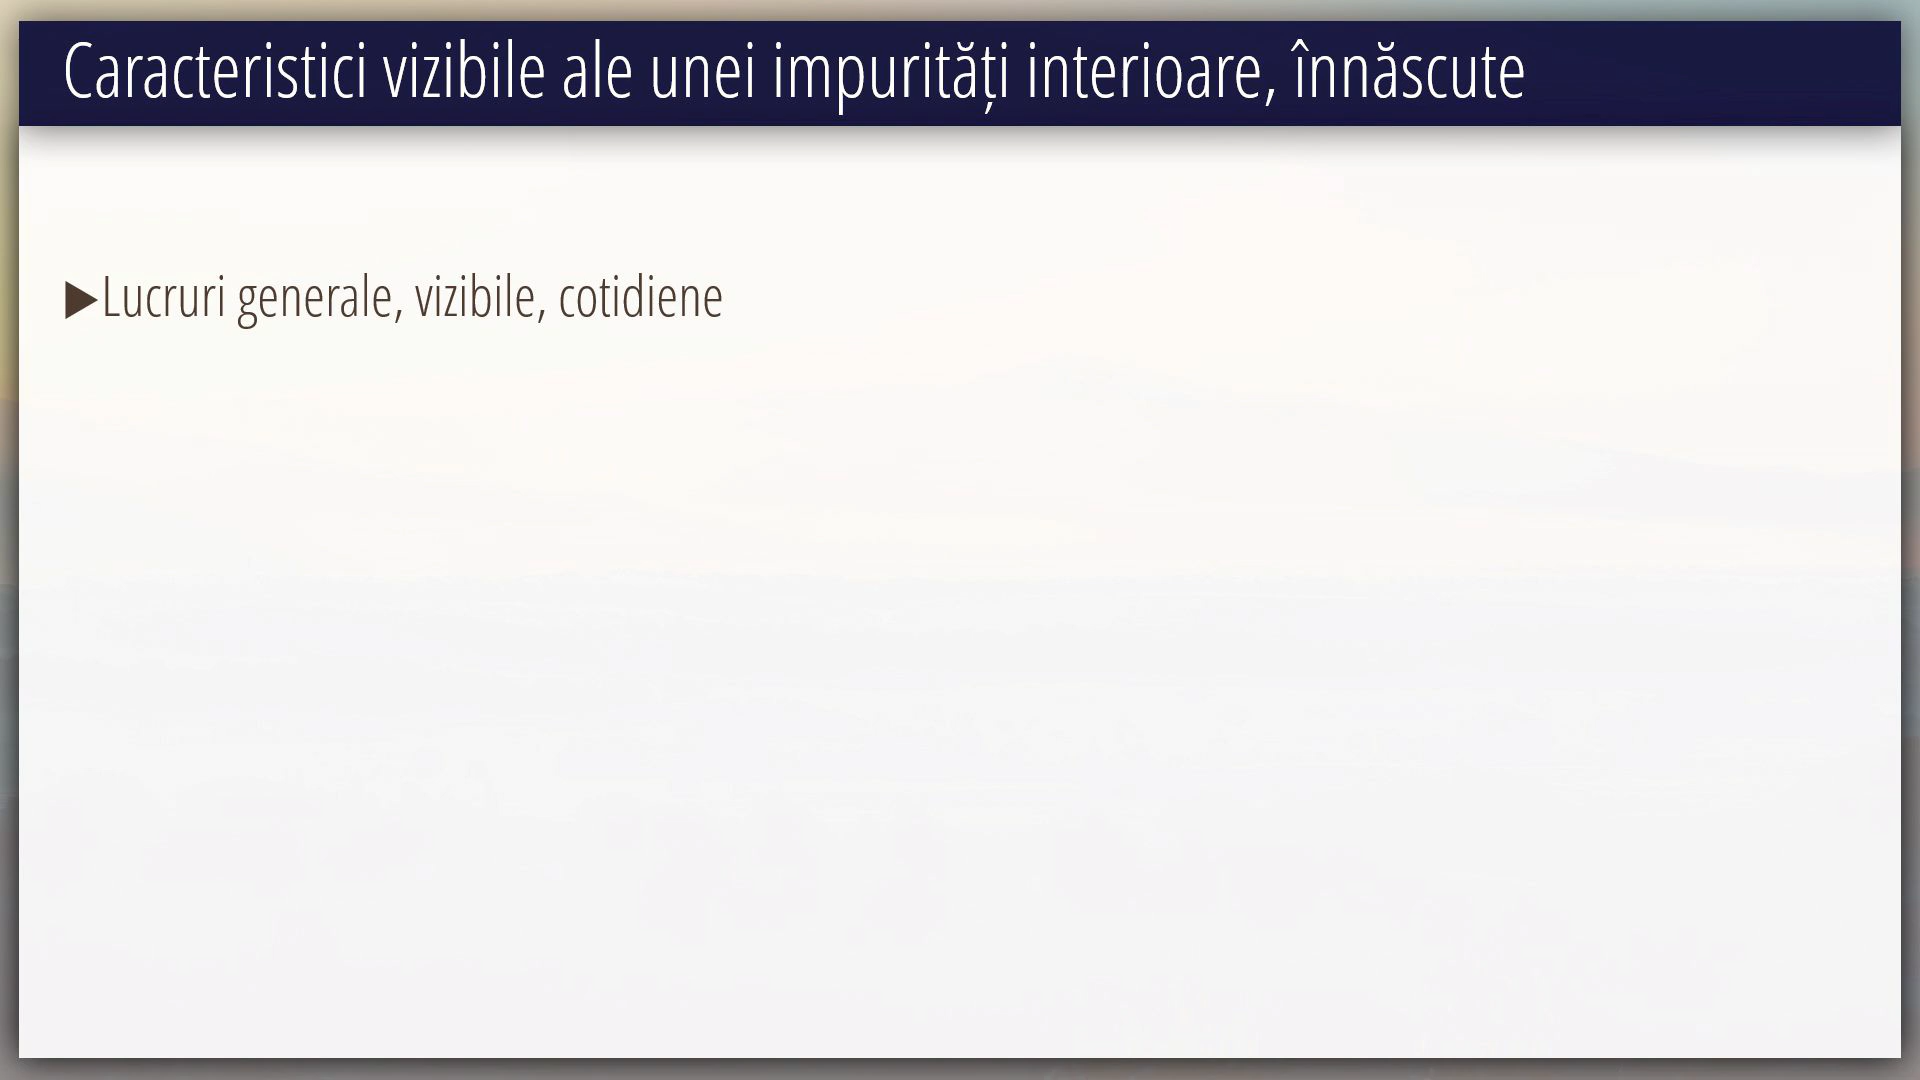 Caracteristici vizibile ale unei impurități interioare, înnăscute
▶Lucruri generale, vizibile, cotidiene